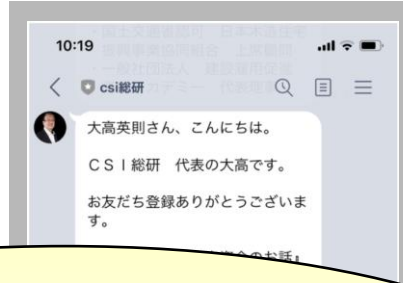 10:19
csi総研
大高英則さん、こんにちは。
ＣＳＩ総研　代表の大高です。
お友だち登録ありがとうございま
す。